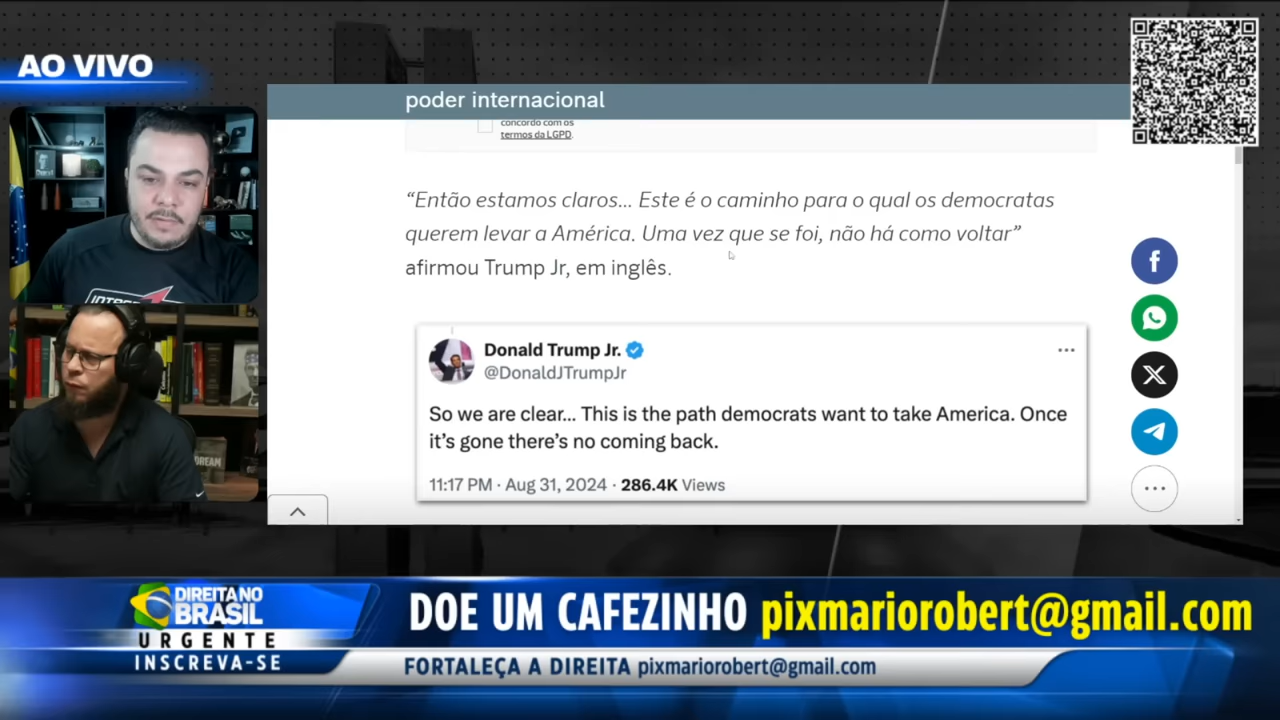 AO VIVO
poder internacional
concordo com os
termos da LGPD.
“Então estamos claros... Este é o caminho para o qual os democratas
querem levar a América. Uma vez que se foi, não há como voltar”
afirmou Trump Jr, em inglês.
Donald Trump Jr.
@DonaldJTrumpJr
So we are clear... This is the path democrats want to take America. Once
it’s gone there’s no coming back.
11:17 PM · Aug 31, 2024 · 286.4K Views
DREAM
DIREITA NO
BRASIL
URGENTE
INSCREVA-SE
DOE UM CAFEZINHO pixmariorobert@gmail.com
FORTALEÇA A DIREITA pixmariorobert@gmail.com